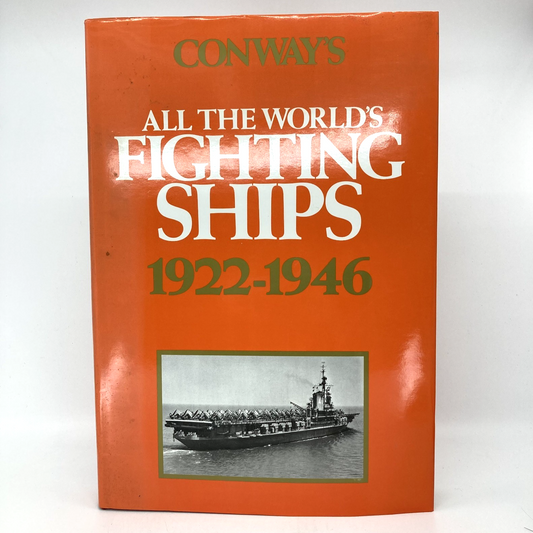 CONWAY'S
ALL THE WORLD'S
FIGHTING
SHIPS
1922-1946